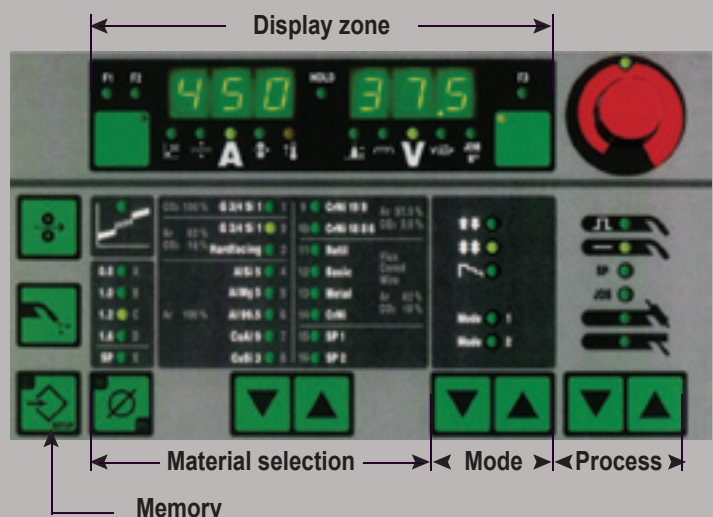 Display zone
F1 F2 HOLD F3
450 37.5
A V JOB
CO₂ 100% G 3/4 Si 1 1 9 CrNi 19 9 Ar 97.5%
Ar 82% G 3/4 Si 1 2 10 CrNi 18 8 6 CO₂ 2.5%
CO₂ 18% Hardfacing 3 11 Rutil Flux
0.8 A AlSi 5 4 12 Basic Cored
1.0 B AlMg 5 5 13 Metal Wire
1.2 C Ar 100% Al 99.5 6 14 CrNi Ar 82%
1.6 D CuAl 9 7 15 SP 1 CO₂ 18%
SP E CuSi 3 8 16 SP 2
Mode 1
Mode 2
SP
JOB
Material selection Mode Process
Memory